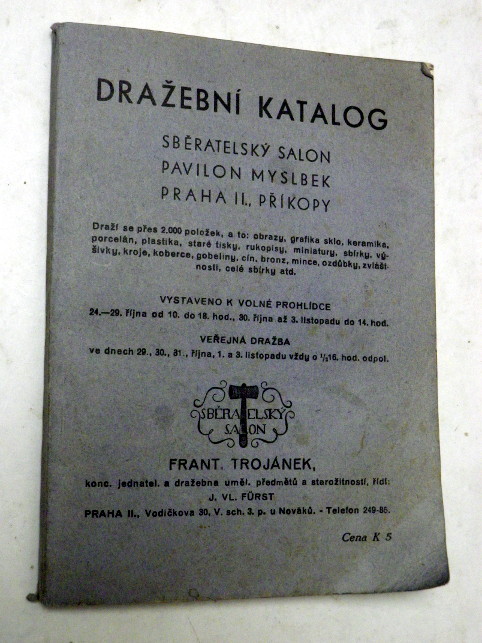 DRAŽEBNÍ KATALOG
SBĚRATELSKÝ SALON
PAVILON MYSLBEK
PRAHA II., PŘÍKOPY
Draží se přes 2.000 položek, a to: obrazy, grafika sklo, keramika,
porcelán, plastika, staré tisky, rukopisy, miniatury, sbírky, vý-
šivky, kroje, koberce, gobeliny, cín, bronz, mince, ozdůbky, zvlášt-
nosti, celé sbírky atd.
VYSTAVENO K VOLNÉ PROHLÍDCE
24.—29. října od 10. do 18. hod., 30. října až 3. listopadu do 14. hod.
VEŘEJNÁ DRAŽBA
ve dnech 29., 30., 31., října, 1. a 3. listopadu vždy o ½16. hod. odpol.
SBĚRATELSKÝ
SALON
FRANT. TROJÁNEK,
konc. jednatel. a dražebna uměl. předmětů a starožitností, řídí:
J. VL. FÜRST
PRAHA II., Vodičkova 30, V. sch. 3. p., u Nováků. - Telefon 249-85.
Cena K 5